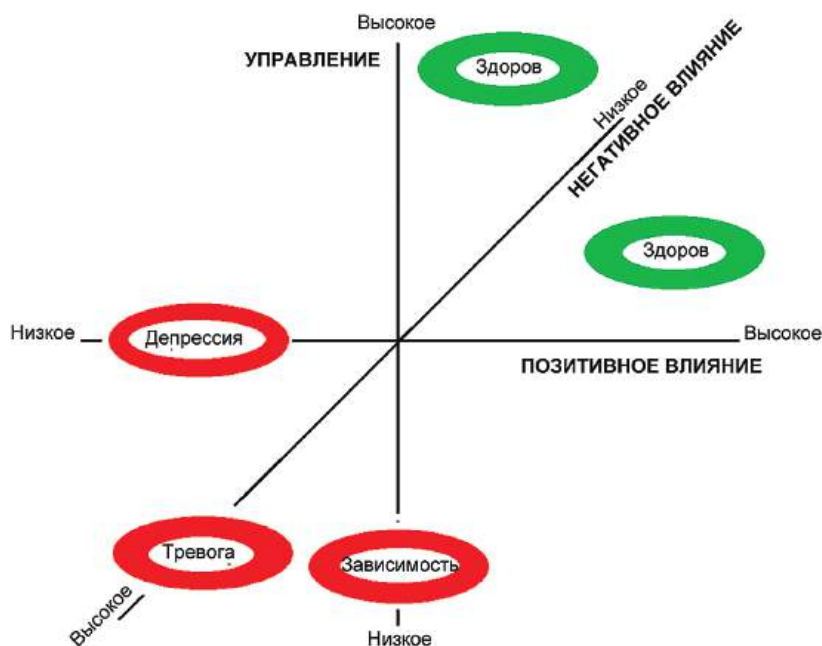 Высокое
УПРАВЛЕНИЕ
Здоров
Низкое
НЕГАТИВНОЕ ВЛИЯНИЕ
Здоров
Низкое
Депрессия
Высокое
ПОЗИТИВНОЕ ВЛИЯНИЕ
Тревога
Зависимость
Высокое
Низкое